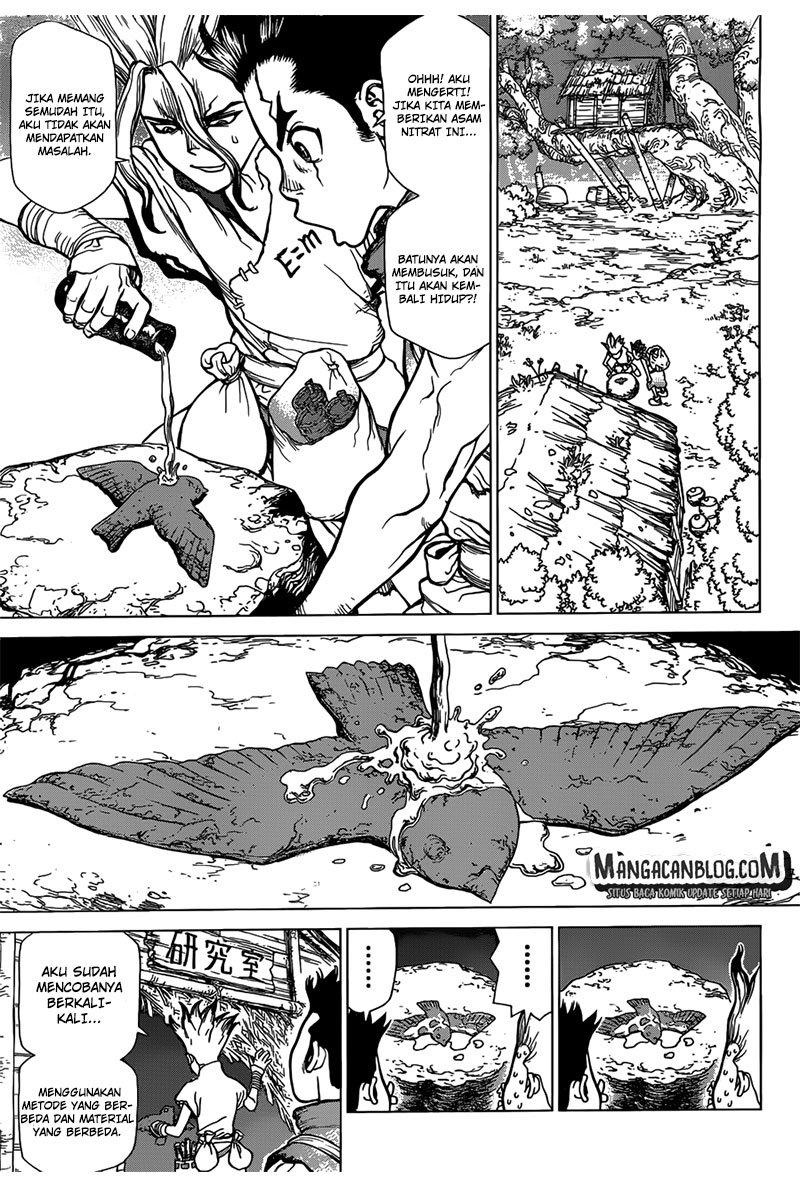 OHHH! AKU
MENGERTI!
JIKA KITA MEM-
BERIKAN ASAM
NITRAT INI...
BATUNYA AKAN
MEMBUSUK, DAN
ITU AKAN KEM-
BALI HIDUP?!
JIKA MEMANG
SEMUDAH ITU,
AKU TIDAK AKAN
MENDAPATKAN
MASALAH.
E=m
MANGACANBLOG.COM
SITUS BACA KOMIK UPDATE SETIAP HARI
研究室
AKU SUDAH
MENCOBANYA
BERKALI-
KALI...
MENGGUNAKAN
METODE YANG BER-
BEDA DAN MATERIAL
YANG BERBEDA.